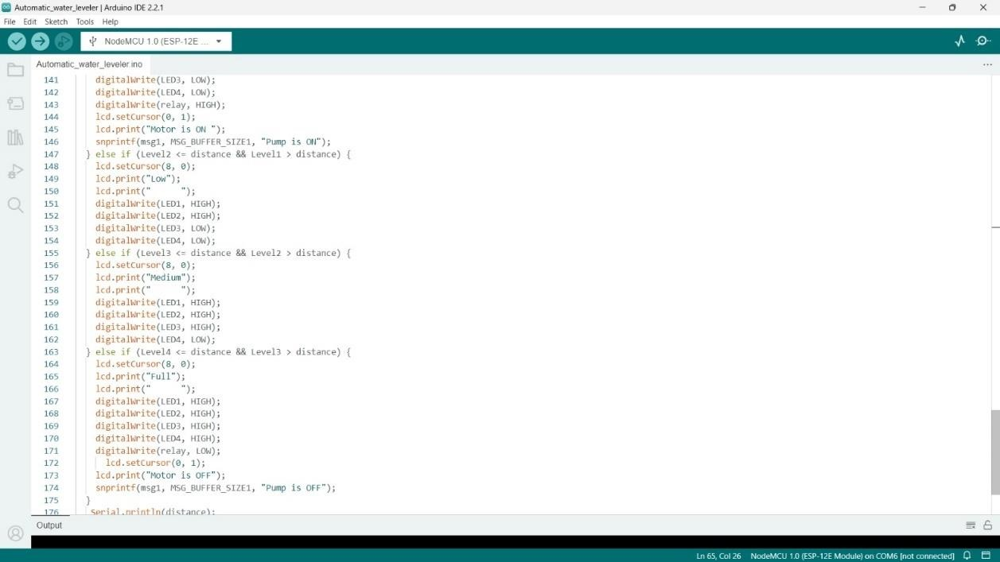 Automatic_water_leveler | Arduino IDE 2.2.1
File Edit Sketch Tools Help
NodeMCU 1.0 (ESP-12E ...
Automatic_water_leveler.ino
141 digitalWrite(LED3, LOW);
142 digitalWrite(LED4, LOW);
143 digitalWrite(relay, HIGH);
144 lcd.setCursor(0, 1);
145 lcd.print("Motor is ON ");
146 snprintf(msg1, MSG_BUFFER_SIZE1, "Pump is ON");
147 } else if (Level2 <= distance && Level1 > distance) {
148 lcd.setCursor(8, 0);
149 lcd.print("Low");
150 lcd.print("      ");
151 digitalWrite(LED1, HIGH);
152 digitalWrite(LED2, HIGH);
153 digitalWrite(LED3, LOW);
154 digitalWrite(LED4, LOW);
155 } else if (Level3 <= distance && Level2 > distance) {
156 lcd.setCursor(8, 0);
157 lcd.print("Medium");
158 lcd.print("      ");
159 digitalWrite(LED1, HIGH);
160 digitalWrite(LED2, HIGH);
161 digitalWrite(LED3, HIGH);
162 digitalWrite(LED4, LOW);
163 } else if (Level4 <= distance && Level3 > distance) {
164 lcd.setCursor(8, 0);
165 lcd.print("Full");
166 lcd.print("      ");
167 digitalWrite(LED1, HIGH);
168 digitalWrite(LED2, HIGH);
169 digitalWrite(LED3, HIGH);
170 digitalWrite(LED4, HIGH);
171 digitalWrite(relay, LOW);
172 lcd.setCursor(0, 1);
173 lcd.print("Motor is OFF");
174 snprintf(msg1, MSG_BUFFER_SIZE1, "Pump is OFF");
175 }
176 Serial.println(distance);
Output
Ln 65, Col 26 NodeMCU 1.0 (ESP-12E Module) on COM6 [not connected]